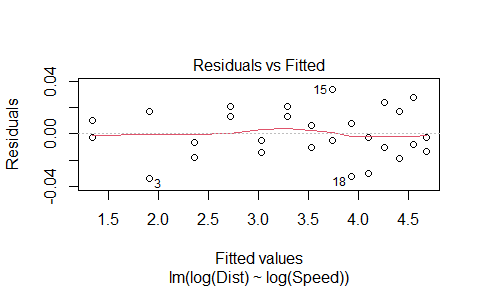 Residuals vs Fitted
Residuals
0.04
0.00
-0.04
15
3
18
1.5 2.0 2.5 3.0 3.5 4.0 4.5
Fitted values
lm(log(Dist) ~ log(Speed))